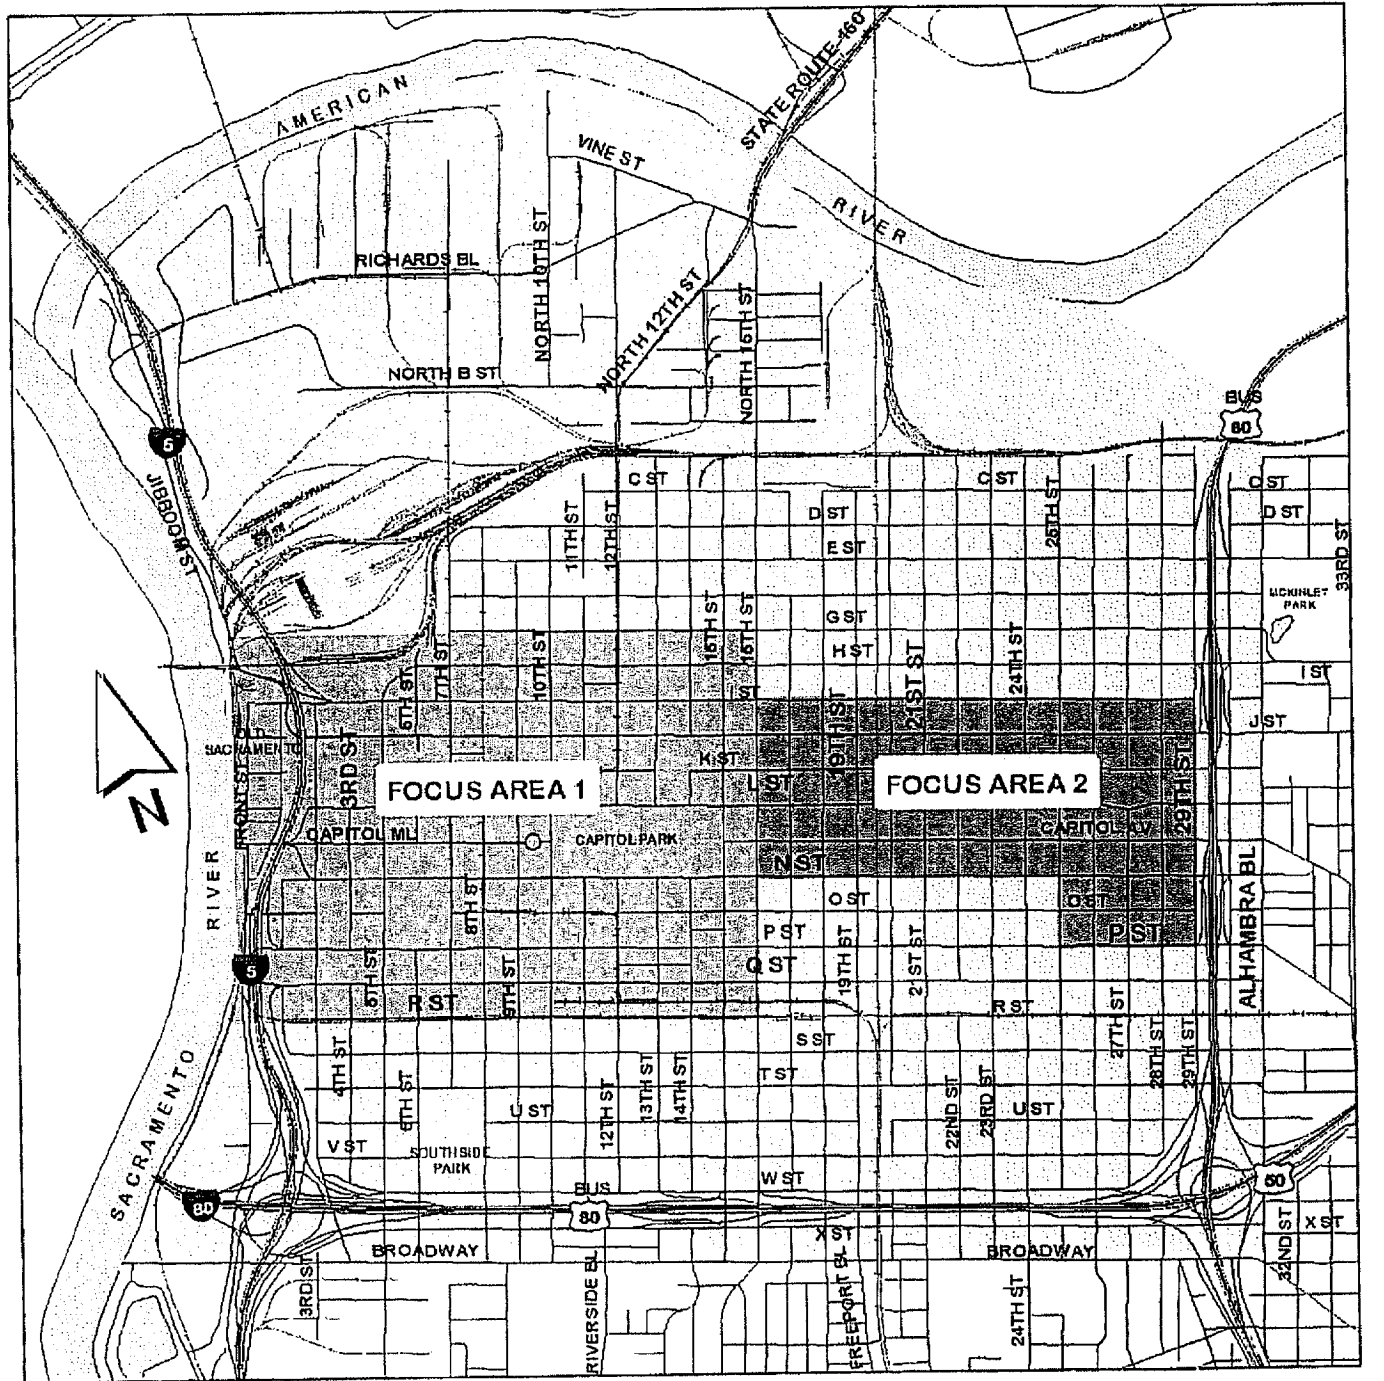 STATE ROUTE 160
AMERICAN
VINE ST
RIVER
RICHARDS BL
NORTH 10TH ST
NORTH 12TH ST
NORTH 16TH ST
NORTH B ST
BUS
80
5
JIBBOOM ST
C ST
C ST
C ST
D ST
D ST
E ST
11TH ST
12TH ST
25TH ST
33RD ST
MCKINLEY
PARK
15TH ST
16TH ST
G ST
H ST
21ST ST
24TH ST
I ST
10TH ST
7TH ST
6TH ST
ST
19TH ST
J ST
OLD
SACRAMENTO
3RD ST
K ST
L ST
29TH ST
FRONT ST
FOCUS AREA 1
FOCUS AREA 2
CAPITOL ML
CAPITOL PARK
CAPITOL AV
N
N ST
RIVER
8TH ST
O ST
O ST
ALHAMBRA BL
P ST
P ST
5
5TH ST
9TH ST
Q ST
19TH ST
21ST ST
R ST
R ST
27TH ST
28TH ST
29TH ST
S ST
4TH ST
6TH ST
T ST
12TH ST
13TH ST
14TH ST
U ST
22ND ST
23RD ST
U ST
SACRAMENTO
V ST
SOUTHSIDE
PARK
W ST
BUS
80
80
50
X ST
X ST
32ND ST
BROADWAY
BROADWAY
3RD ST
RIVERSIDE BL
FREEPORT BL
24TH ST